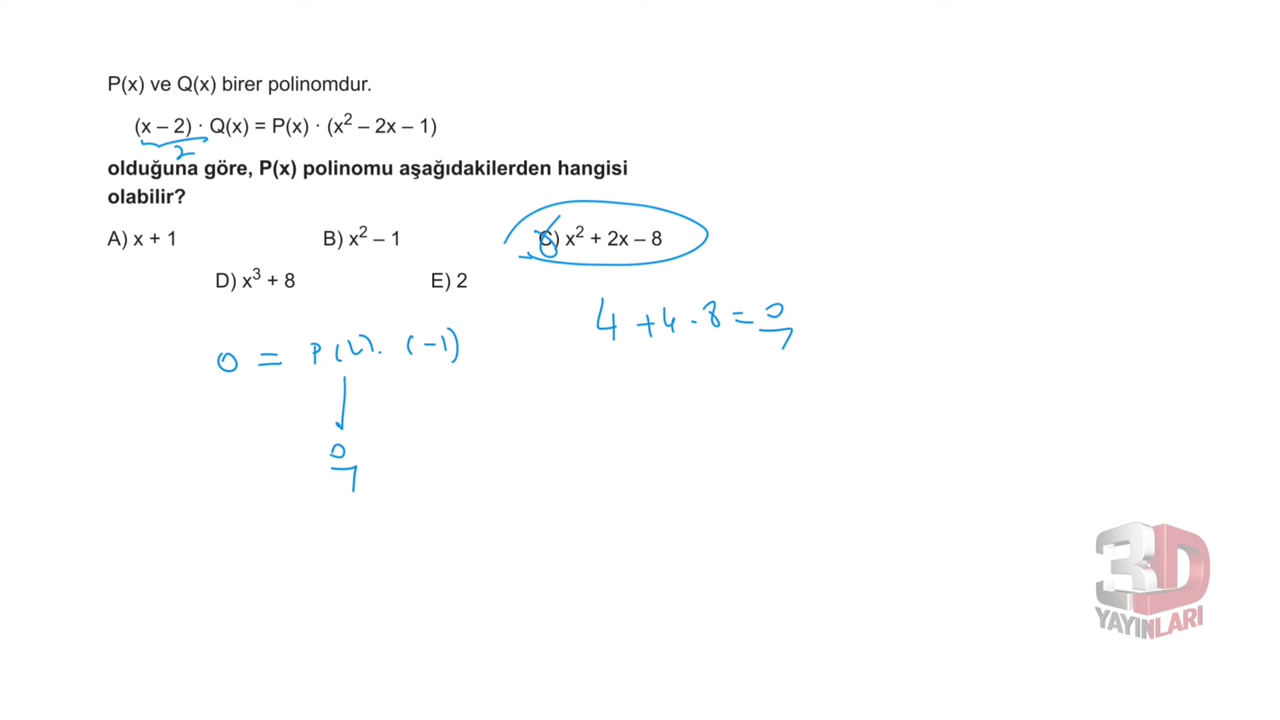 P(x) ve Q(x) birer polinomdur.
(x – 2) · Q(x) = P(x) · (x² – 2x – 1)
2
olduğuna göre, P(x) polinomu aşağıdakilerden hangisi
olabilir?
A) x + 1 B) x² – 1 C) x² + 2x – 8
D) x³ + 8 E) 2
4 + 4 - 8 = 0
0 = P(2). (-1)
0
3D
YAYINLARI